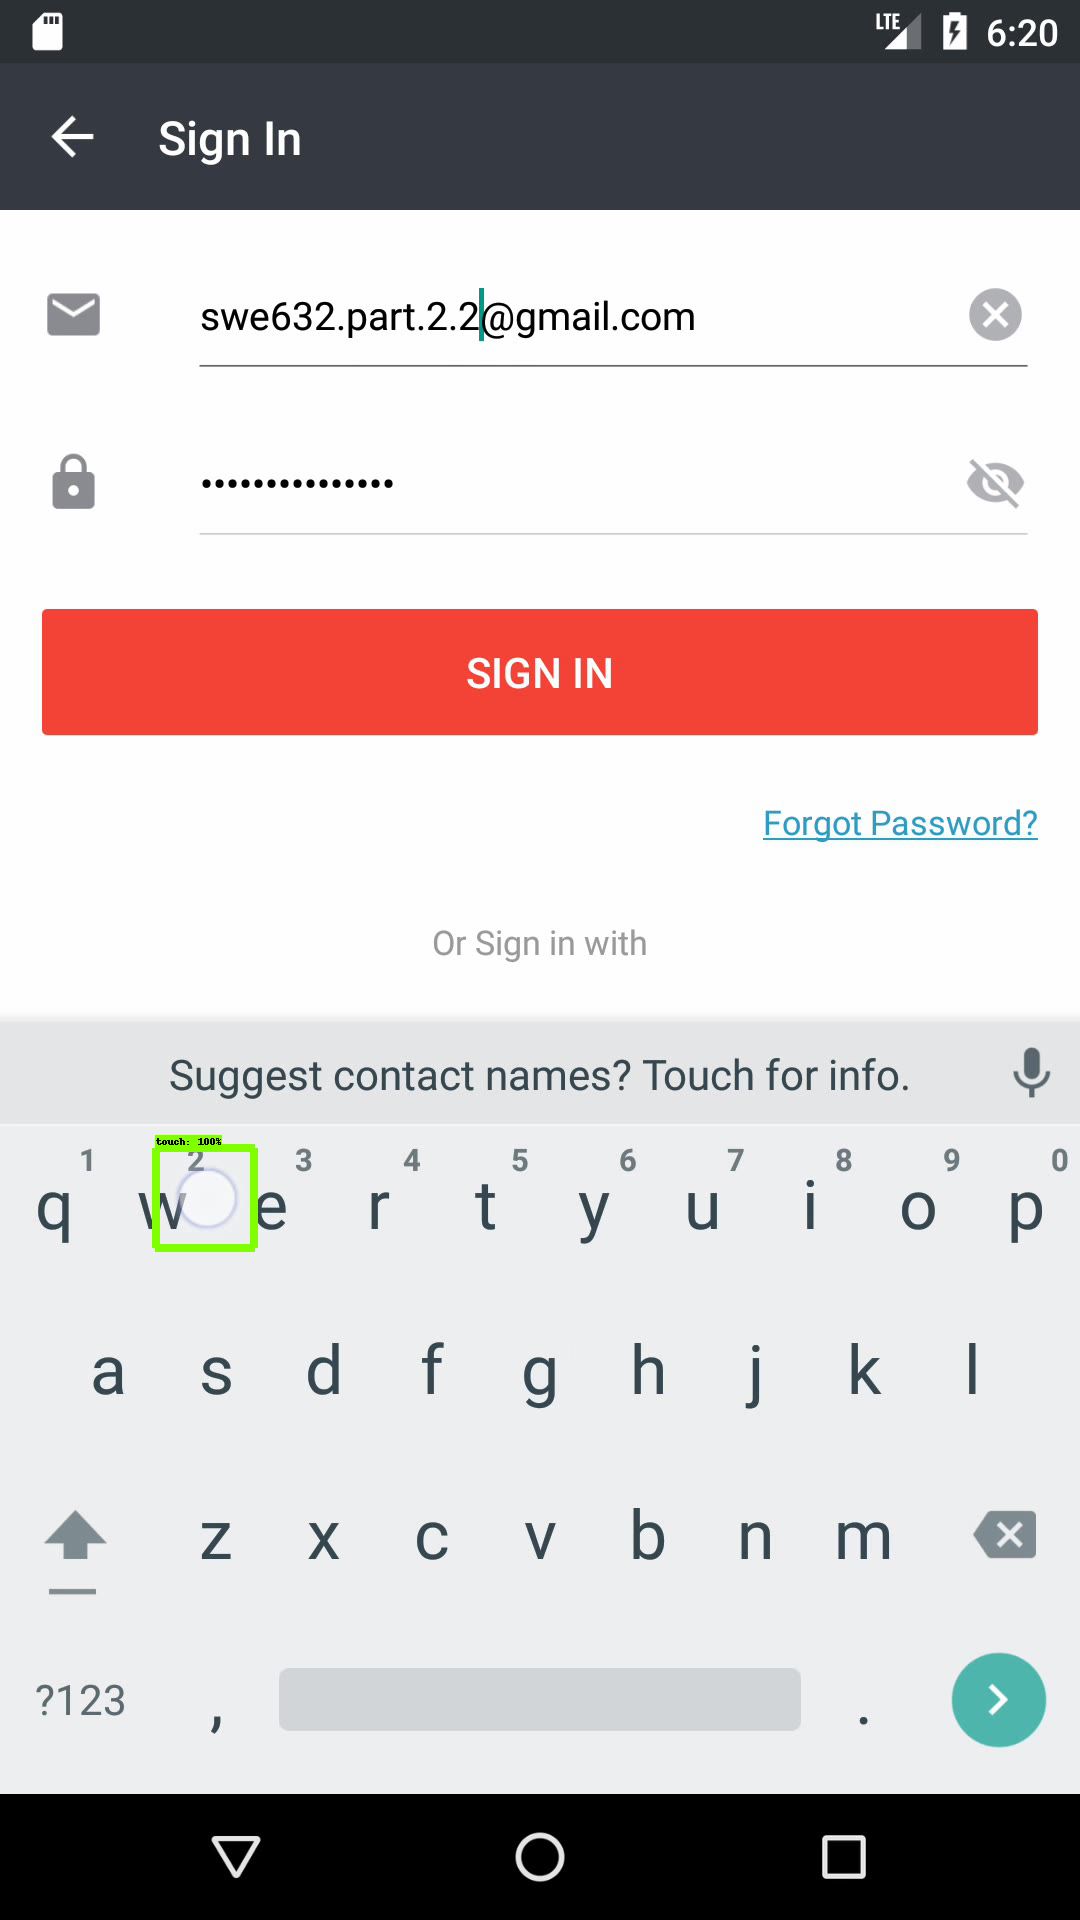 LTE 6:20
Sign In
swe632.part.2.2@gmail.com
•••••••••••••••
SIGN IN
Forgot Password?
Or Sign in with
Suggest contact names? Touch for info.
touch: 100%
1 2 3 4 5 6 7 8 9 0
q w e r t y u i o p
a s d f g h j k l
z x c v b n m
?123 , .